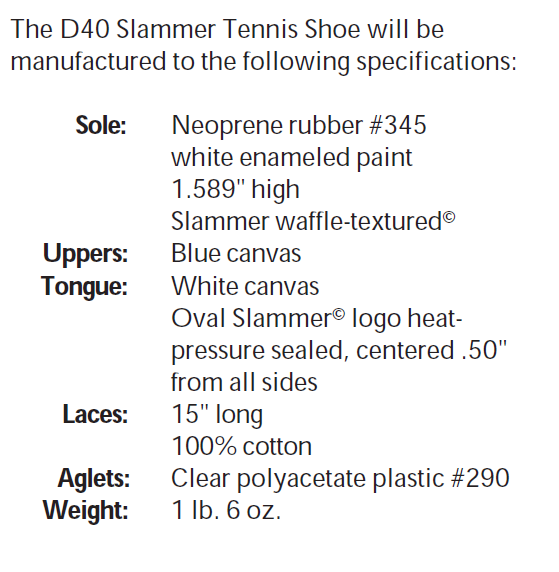 The D40 Slammer Tennis Shoe will be
manufactured to the following specifications:
Sole: Neoprene rubber #345
white enameled paint
1.589" high
Slammer waffle-textured©
Uppers: Blue canvas
Tongue: White canvas
Oval Slammer© logo heat-
pressure sealed, centered .50"
from all sides
Laces: 15" long
100% cotton
Aglets: Clear polyacetate plastic #290
Weight: 1 lb. 6 oz.